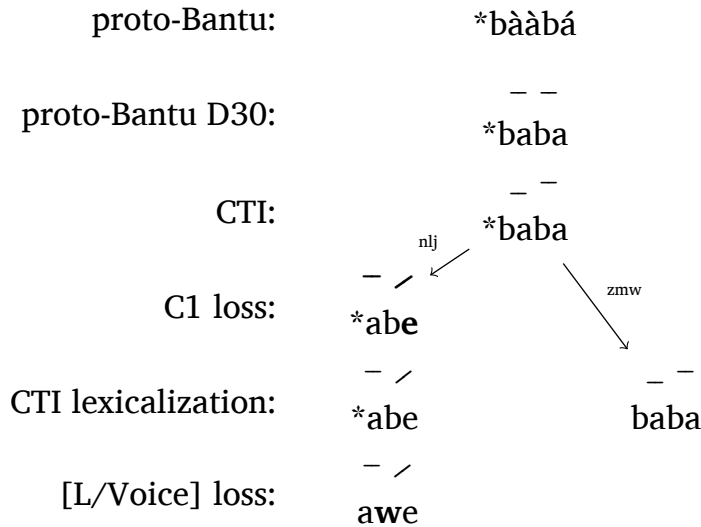 proto-Bantu: *bààbá
proto-Bantu D30: *baba
CTI: *baba
nlj
zmw
C1 loss: *abe
CTI lexicalization: *abe baba
[L/Voice] loss: awe